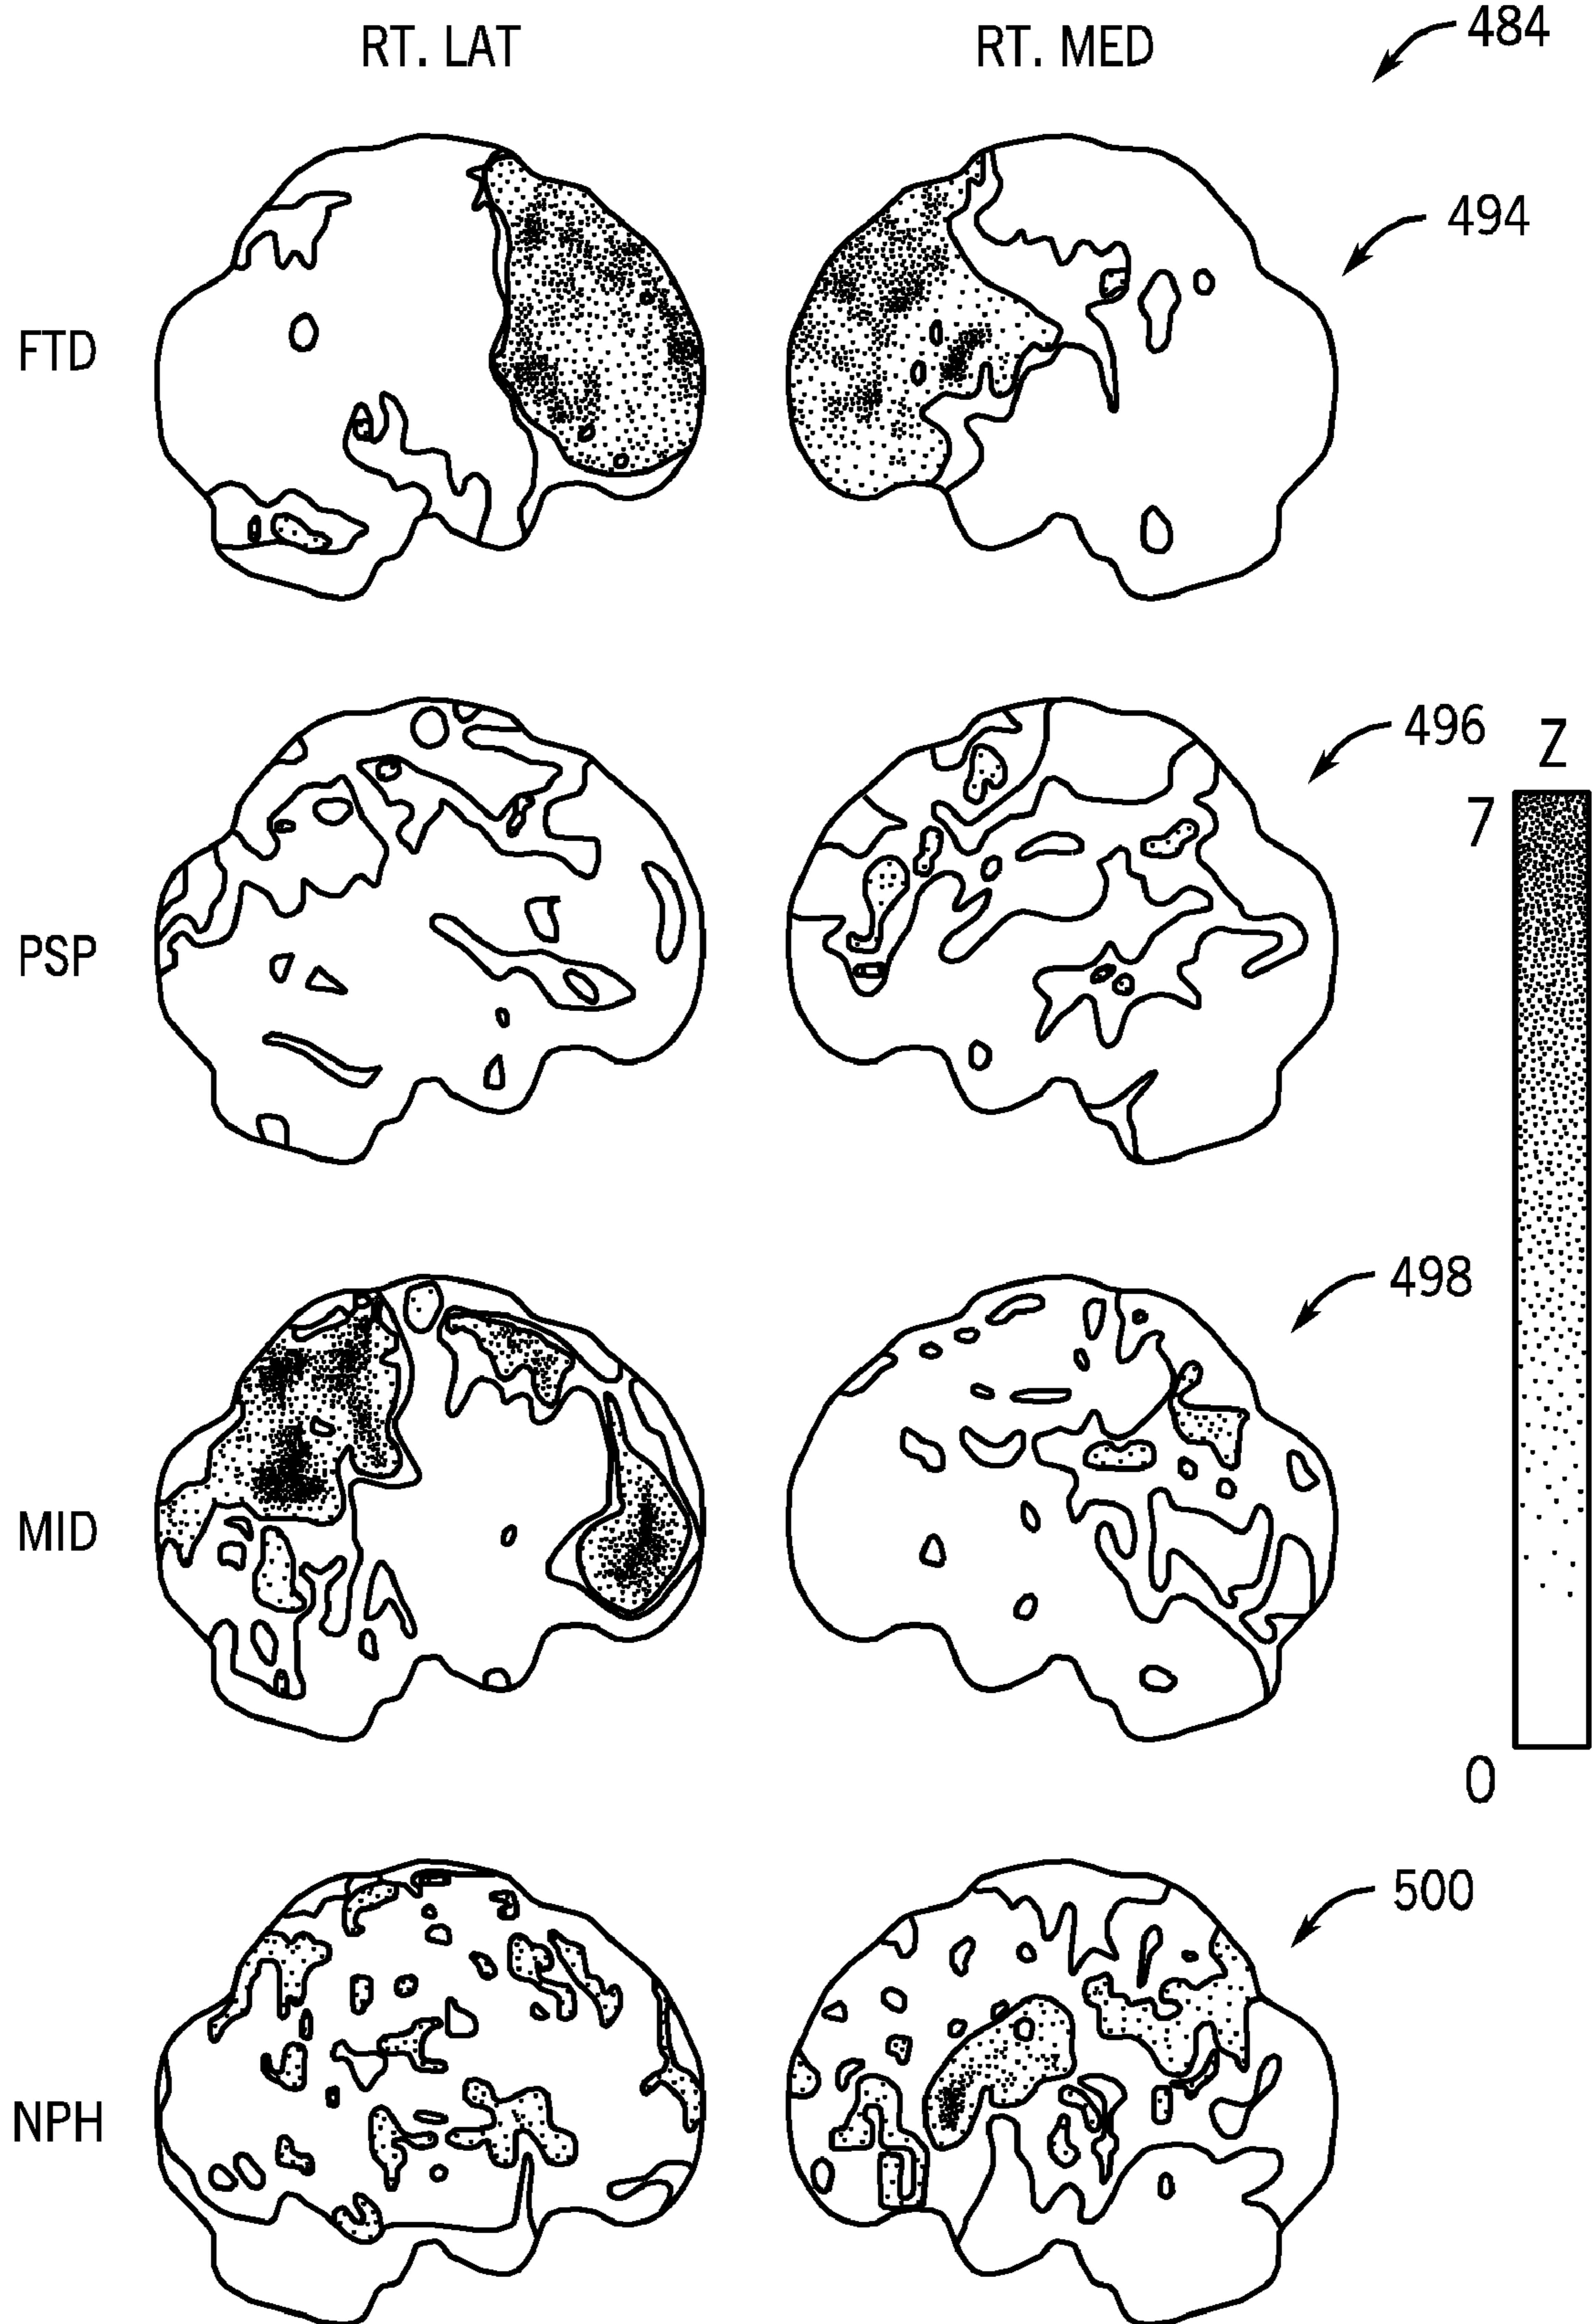 RT. LAT
RT. MED
484
494
FTD
496
Z
7
PSP
498
MID
0
500
NPH